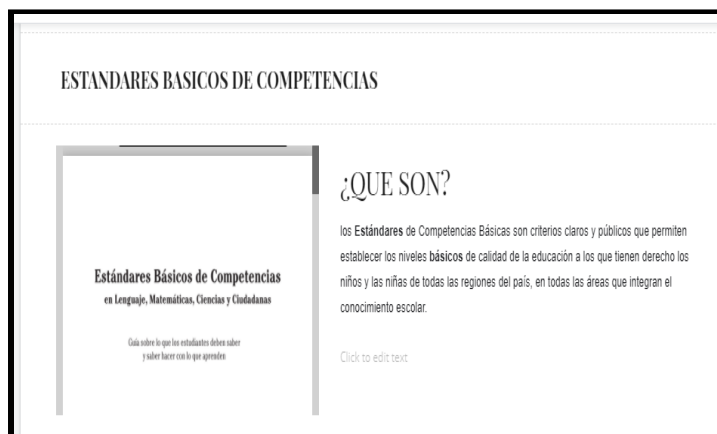 ESTANDARES BASICOS DE COMPETENCIAS
Estándares Básicos de Competencias
en Lenguaje, Matemáticas, Ciencias y Ciudadanas
Guía sobre lo que los estudiantes deben saber
y saber hacer con lo que aprenden
¿QUE SON?
los Estándares de Competencias Básicas son criterios claros y públicos que permiten
establecer los niveles básicos de calidad de la educación a los que tienen derecho los
niños y las niñas de todas las regiones del país, en todas las áreas que integran el
conocimiento escolar.
Click to edit text